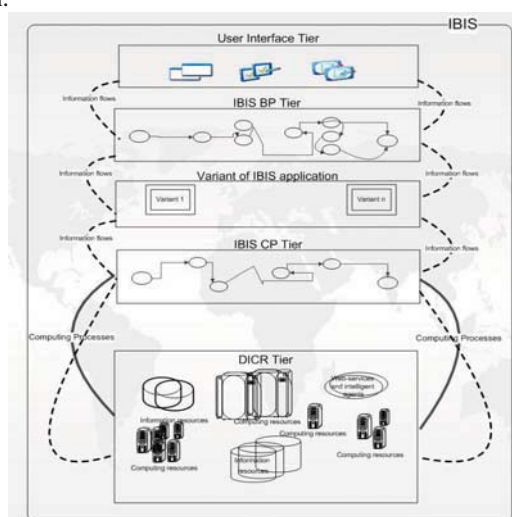 IBIS
User Interface Tier
Information flows
Information flows
IBIS BP Tier
Information flows
Information flows
Variant of IBIS application
Variant 1
Variant n
Information flows
Information flows
IBIS CP Tier
Computing Processes
Computing Processes
DICR Tier
Web-services
and intelligent
agents
Information resources
Computing resources
Computing resources
Computing resources
Information
resources
Computing resources